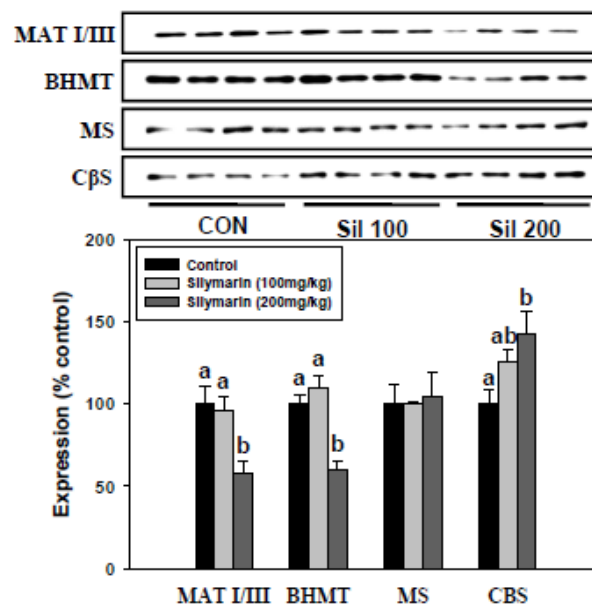 MAT I/III
BHMT
MS
CβS
CON Sil 100 Sil 200
200
Control
Silymarin (100mg/kg)
Silymarin (200mg/kg)
150
100
50
0
Expression (% control)
a a b
a a b
a ab b
MAT I/III BHMT MS CBS